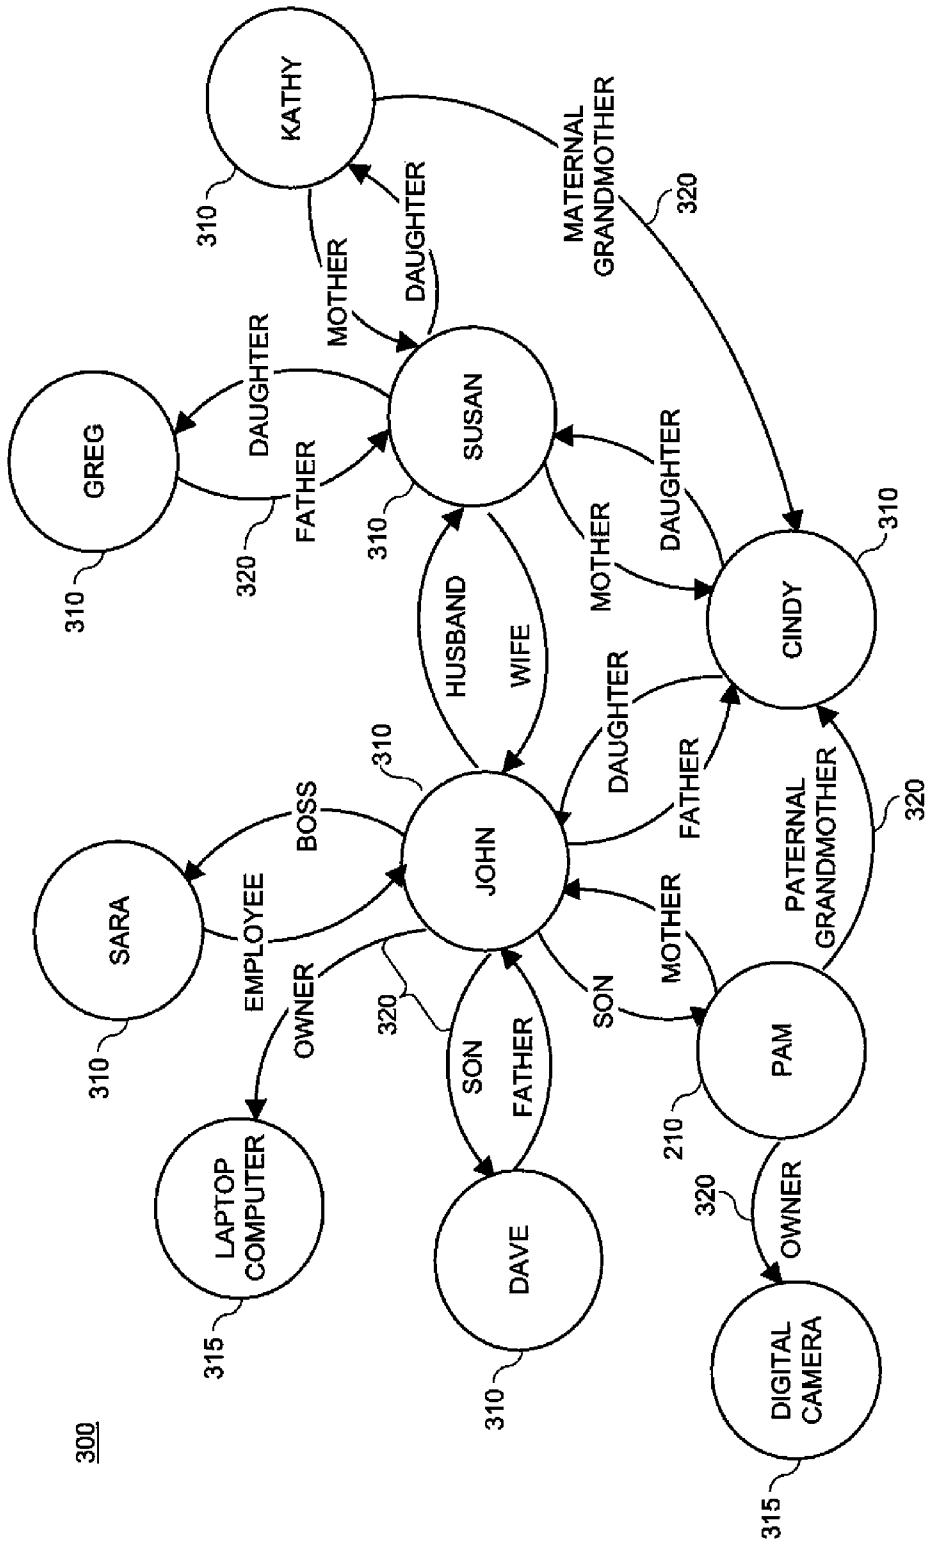 300
310
GREG
310
SARA
310
KATHY
315
LAPTOP
COMPUTER
EMPLOYEE
320
DAUGHTER
BOSS
OWNER
FATHER
MOTHER
310
310
320
DAUGHTER
HUSBAND
SON
JOHN
SUSAN
310
DAVE
FATHER
WIFE
MATERNAL
GRANDMOTHER
SON
MOTHER
DAUGHTER
210
MOTHER
DAUGHTER
320
FATHER
320
315
DIGITAL
CAMERA
OWNER
PAM
PATERNAL
GRANDMOTHER
CINDY
310
320